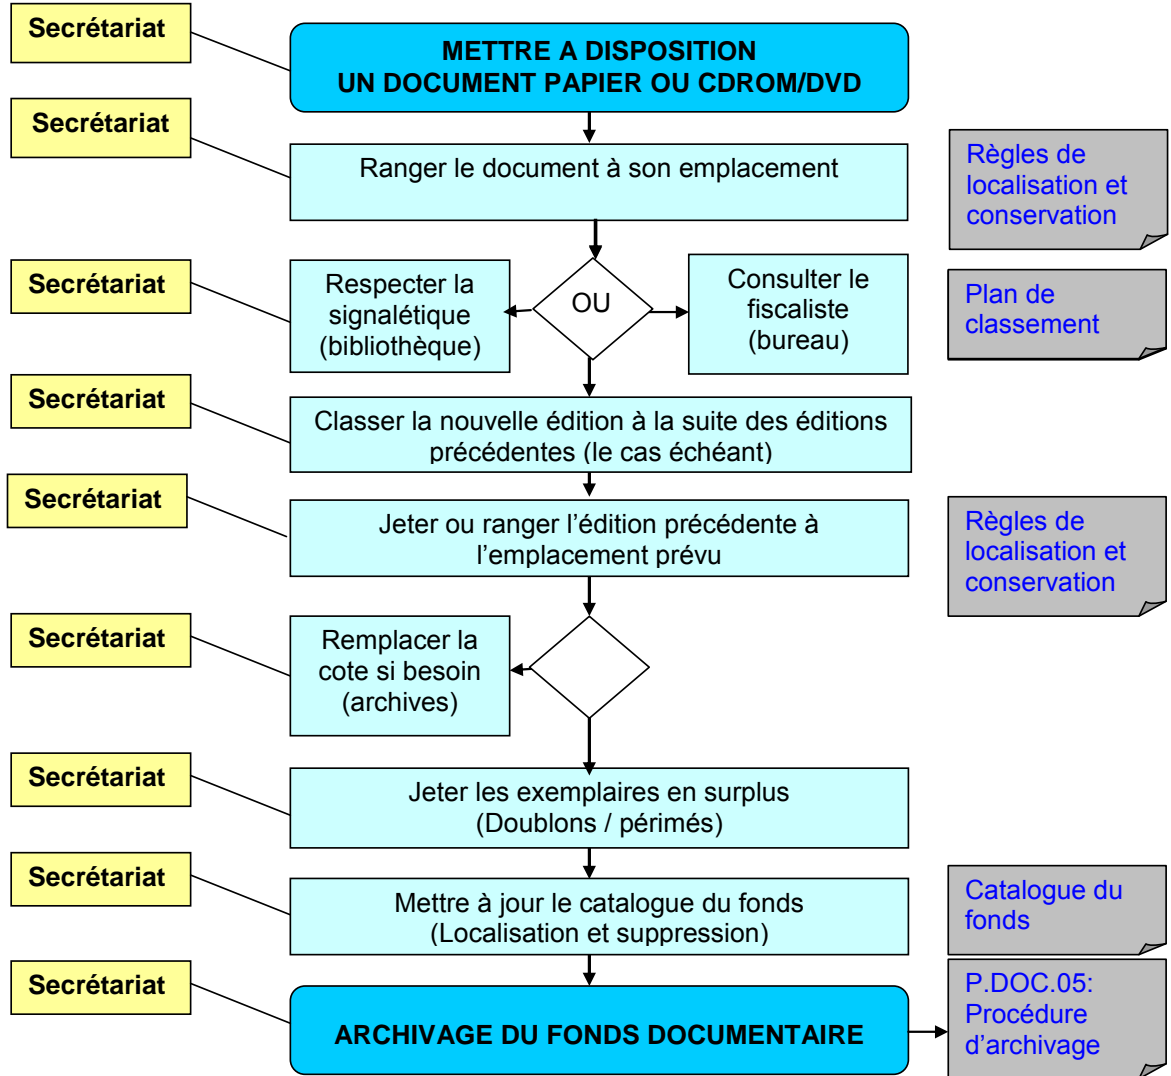 Secrétariat
METTRE A DISPOSITION
UN DOCUMENT PAPIER OU CDROM/DVD
Secrétariat
Ranger le document à son emplacement
Règles de
localisation et
conservation
Secrétariat
Respecter la
signalétique
(bibliothèque)
OU
Consulter le
fiscaliste
(bureau)
Plan de
classement
Secrétariat
Classer la nouvelle édition à la suite des éditions
précédentes (le cas échéant)
Secrétariat
Jeter ou ranger l’édition précédente à
l’emplacement prévu
Règles de
localisation et
conservation
Secrétariat
Remplacer la
cote si besoin
(archives)
Secrétariat
Jeter les exemplaires en surplus
(Doublons / périmés)
Secrétariat
Mettre à jour le catalogue du fonds
(Localisation et suppression)
Catalogue du
fonds
Secrétariat
ARCHIVAGE DU FONDS DOCUMENTAIRE
P.DOC.05:
Procédure
d’archivage